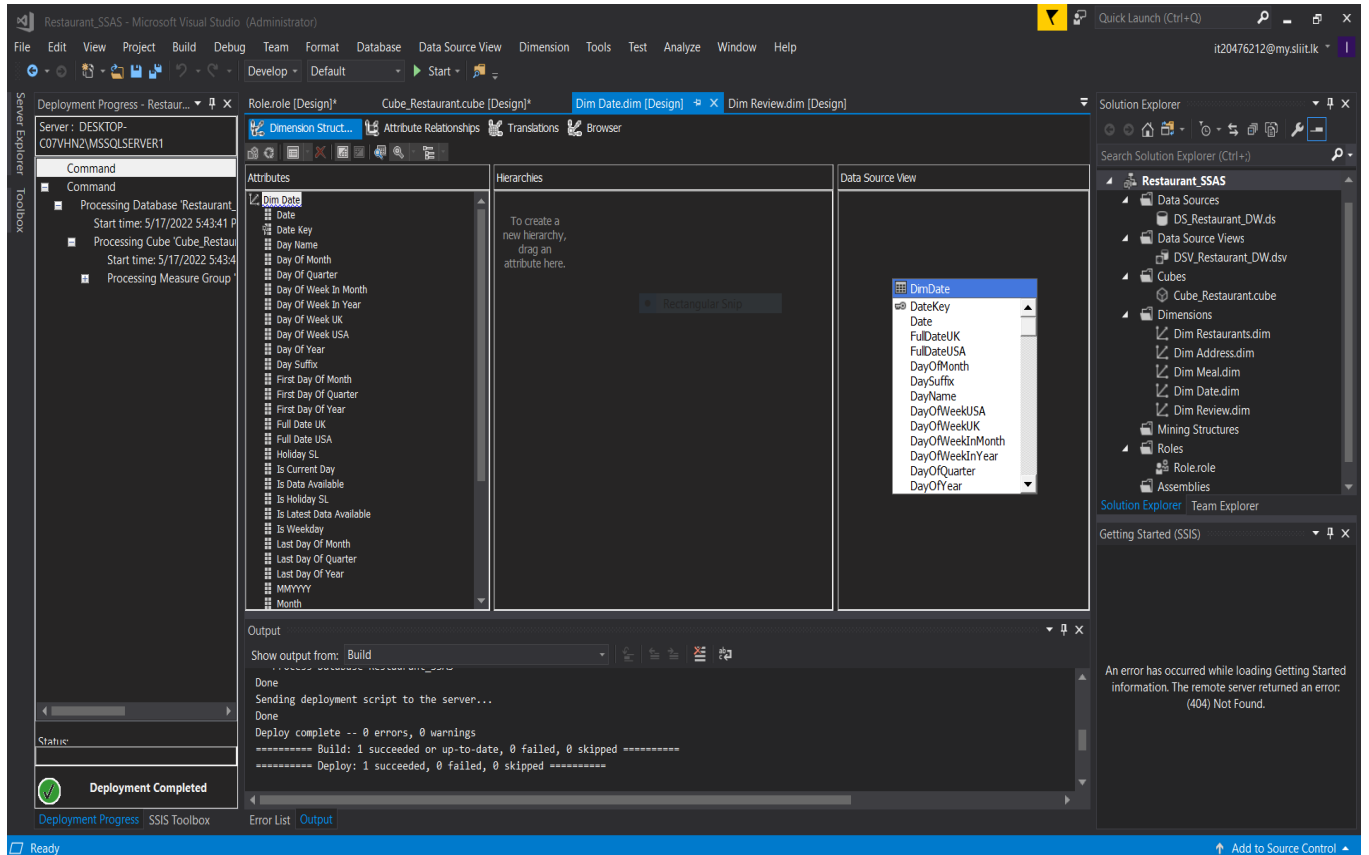 Restaurant_SSAS - Microsoft Visual Studio (Administrator)
Quick Launch (Ctrl+Q)
File Edit View Project Build Debug Team Format Database Data Source View Dimension Tools Test Analyze Window Help
it20476212@my.sliit.lk
I
Develop Default Start
Server Explorer
Toolbox
Deployment Progress - Restaur...
Server : DESKTOP-
C07VHN2\MSSQLSERVER1
Command
Command
Processing Database 'Restaurant_
Start time: 5/17/2022 5:43:41 P
Processing Cube 'Cube_Restaur
Start time: 5/17/2022 5:43:4
Processing Measure Group '
Status:
Deployment Completed
Deployment Progress SSIS Toolbox
Role.role [Design]* Cube_Restaurant.cube [Design]* Dim Date.dim [Design] Dim Review.dim [Design]
Dimension Struct... Attribute Relationships Translations Browser
Attributes
Dim Date
Date
Date Key
Day Name
Day Of Month
Day Of Quarter
Day Of Week In Month
Day Of Week In Year
Day Of Week UK
Day Of Week USA
Day Of Year
Day Suffix
First Day Of Month
First Day Of Quarter
First Day Of Year
Full Date UK
Full Date USA
Holiday SL
Is Current Day
Is Data Available
Is Holiday SL
Is Latest Data Available
Is Weekday
Last Day Of Month
Last Day Of Quarter
Last Day Of Year
MMYYYY
Month
Hierarchies
To create a
new hierarchy,
drag an
attribute here.
Rectangular Snip
Data Source View
DimDate
DateKey
Date
FullDateUK
FullDateUSA
DayOfMonth
DaySuffix
DayName
DayOfWeekUSA
DayOfWeekUK
DayOfWeekInMonth
DayOfWeekInYear
DayOfQuarter
DayOfYear
Output
Show output from: Build
Process Database Restaurant_SSAS
Done
Sending deployment script to the server...
Done
Deploy complete -- 0 errors, 0 warnings
========== Build: 1 succeeded or up-to-date, 0 failed, 0 skipped ==========
========== Deploy: 1 succeeded, 0 failed, 0 skipped ==========
Error List Output
Solution Explorer
Search Solution Explorer (Ctrl+;)
Restaurant_SSAS
Data Sources
DS_Restaurant_DW.ds
Data Source Views
DSV_Restaurant_DW.dsv
Cubes
Cube_Restaurant.cube
Dimensions
Dim Restaurants.dim
Dim Address.dim
Dim Meal.dim
Dim Date.dim
Dim Review.dim
Mining Structures
Roles
Role.role
Assemblies
Solution Explorer Team Explorer
Getting Started (SSIS)
An error has occurred while loading Getting Started
information. The remote server returned an error:
(404) Not Found.
Ready
Add to Source Control